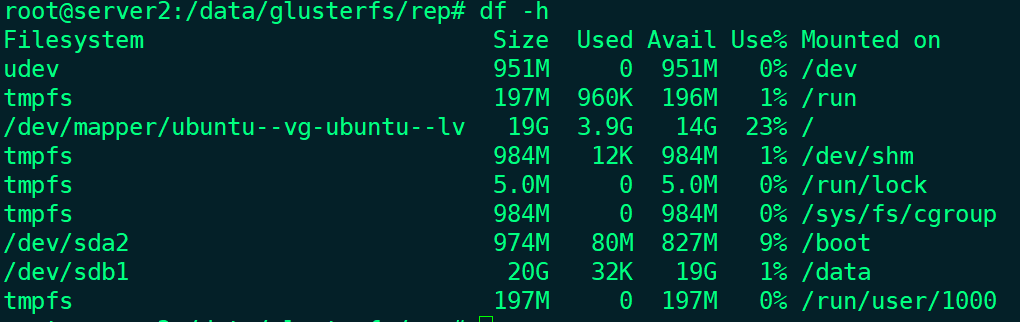 root@server2:/data/glusterfs/rep# df -h
Filesystem                         Size  Used Avail Use% Mounted on
udev                               951M     0  951M   0% /dev
tmpfs                              197M  960K  196M   1% /run
/dev/mapper/ubuntu--vg-ubuntu--lv   19G  3.9G   14G  23% /
tmpfs                              984M   12K  984M   1% /dev/shm
tmpfs                              5.0M     0  5.0M   0% /run/lock
tmpfs                              984M     0  984M   0% /sys/fs/cgroup
/dev/sda2                          974M   80M  827M   9% /boot
/dev/sdb1                           20G   32K   19G   1% /data
tmpfs                              197M     0  197M   0% /run/user/1000